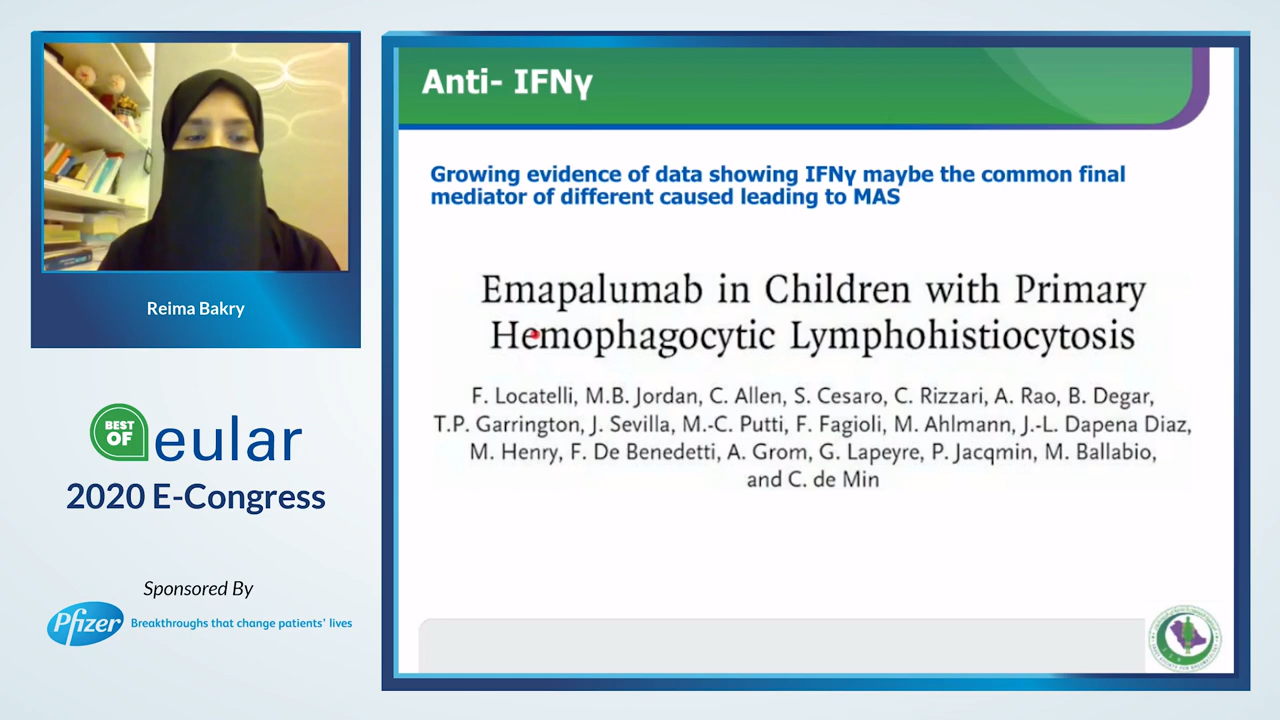 Reima Bakry
BEST
OF
eular
2020 E-Congress
Sponsored By
Pfizer
Breakthroughs that change patients' lives
Anti- IFNγ
Growing evidence of data showing IFNγ maybe the common final
mediator of different caused leading to MAS
Emapalumab in Children with Primary
Hemophagocytic Lymphohistiocytosis
F. Locatelli, M.B. Jordan, C. Allen, S. Cesaro, C. Rizzari, A. Rao, B. Degar,
T.P. Garrington, J. Sevilla, M.-C. Putti, F. Fagioli, M. Ahlmann, J.-L. Dapena Diaz,
M. Henry, F. De Benedetti, A. Grom, G. Lapeyre, P. Jacqmin, M. Ballabio,
and C. de Min